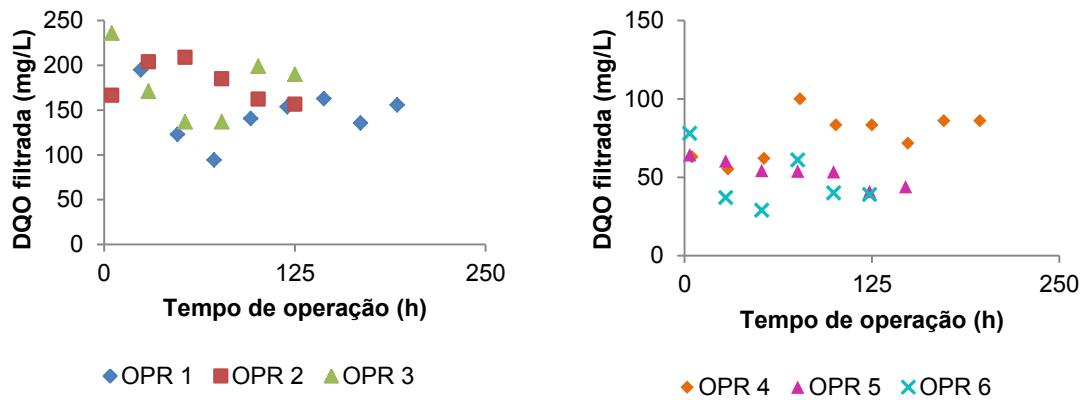 DQO filtrada (mg/L)
250
200
150
100
50
0
0 125 250
Tempo de operação (h)
OPR 1 OPR 2 OPR 3
DQO filtrada (mg/L)
150
100
50
0
0 125 250
Tempo de operação (h)
OPR 4 OPR 5 OPR 6